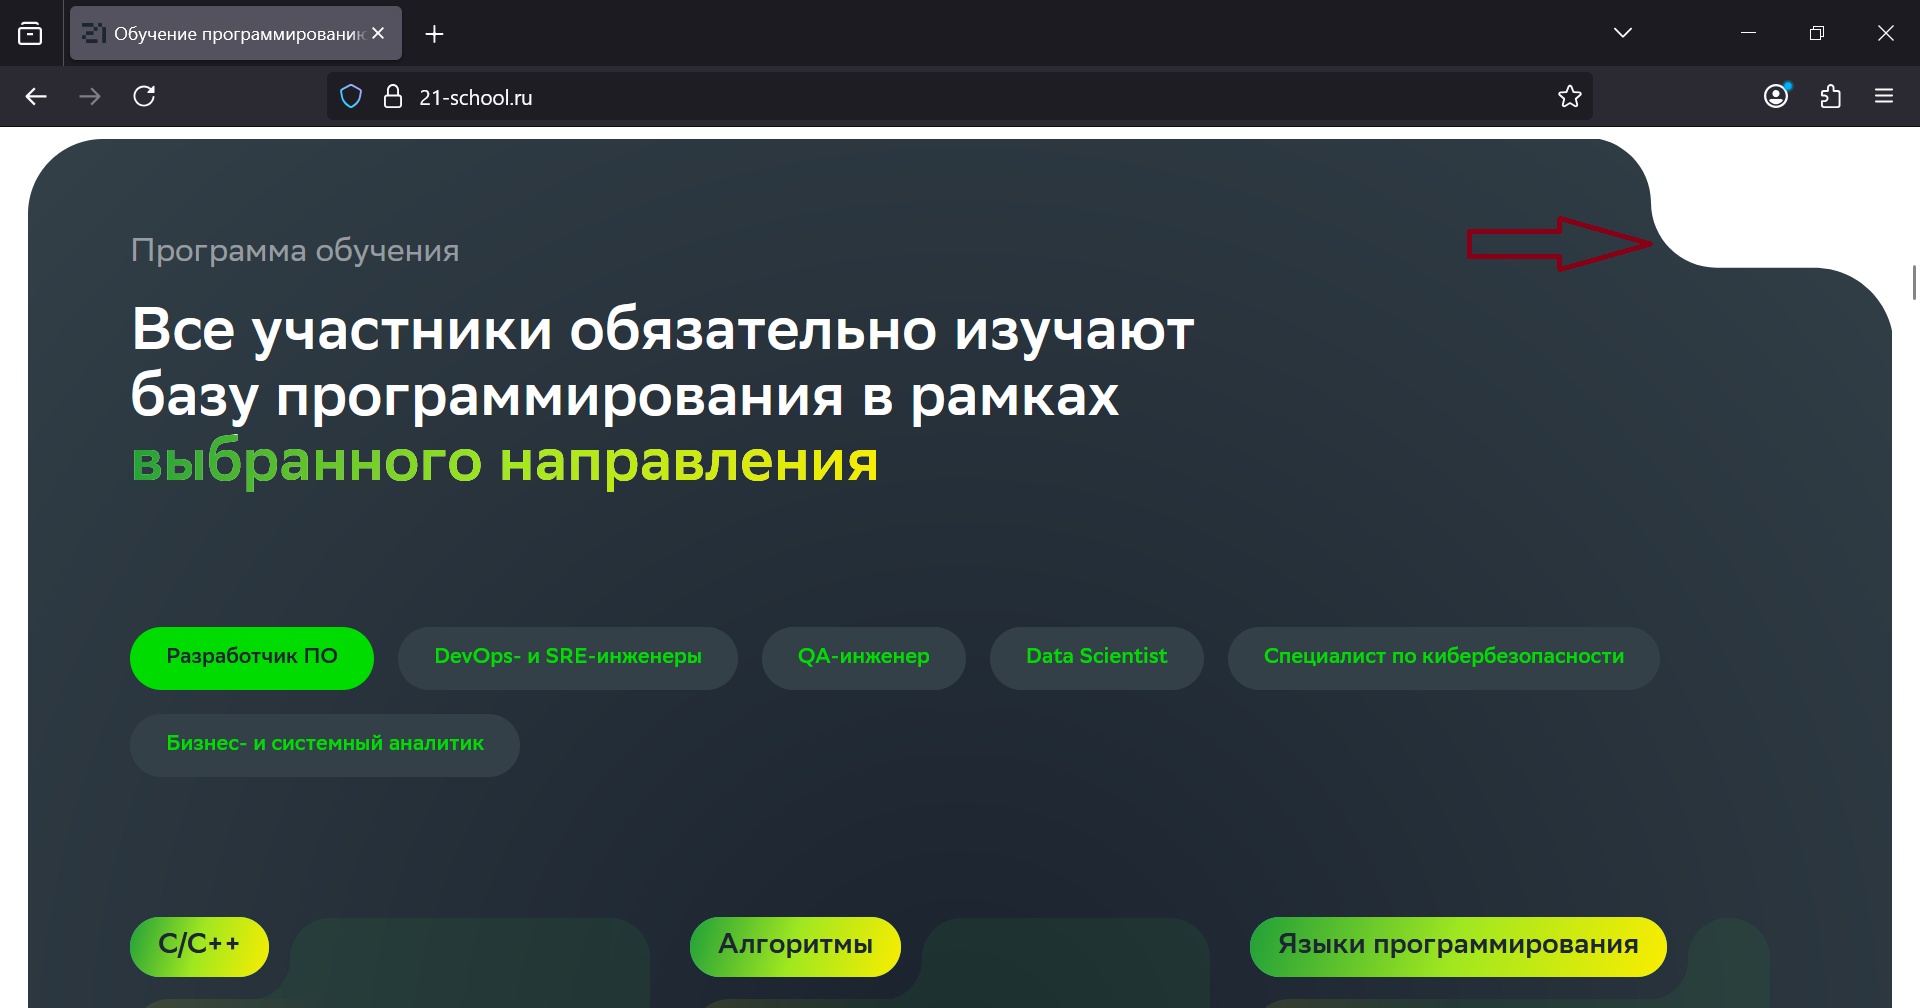 Обучение программированию
21-school.ru
Программа обучения
Все участники обязательно изучают
базу программирования в рамках
выбранного направления
Разработчик ПО
DevOps- и SRE-инженеры
QA-инженер
Data Scientist
Специалист по кибербезопасности
Бизнес- и системный аналитик
C/C++
Алгоритмы
Языки программирования